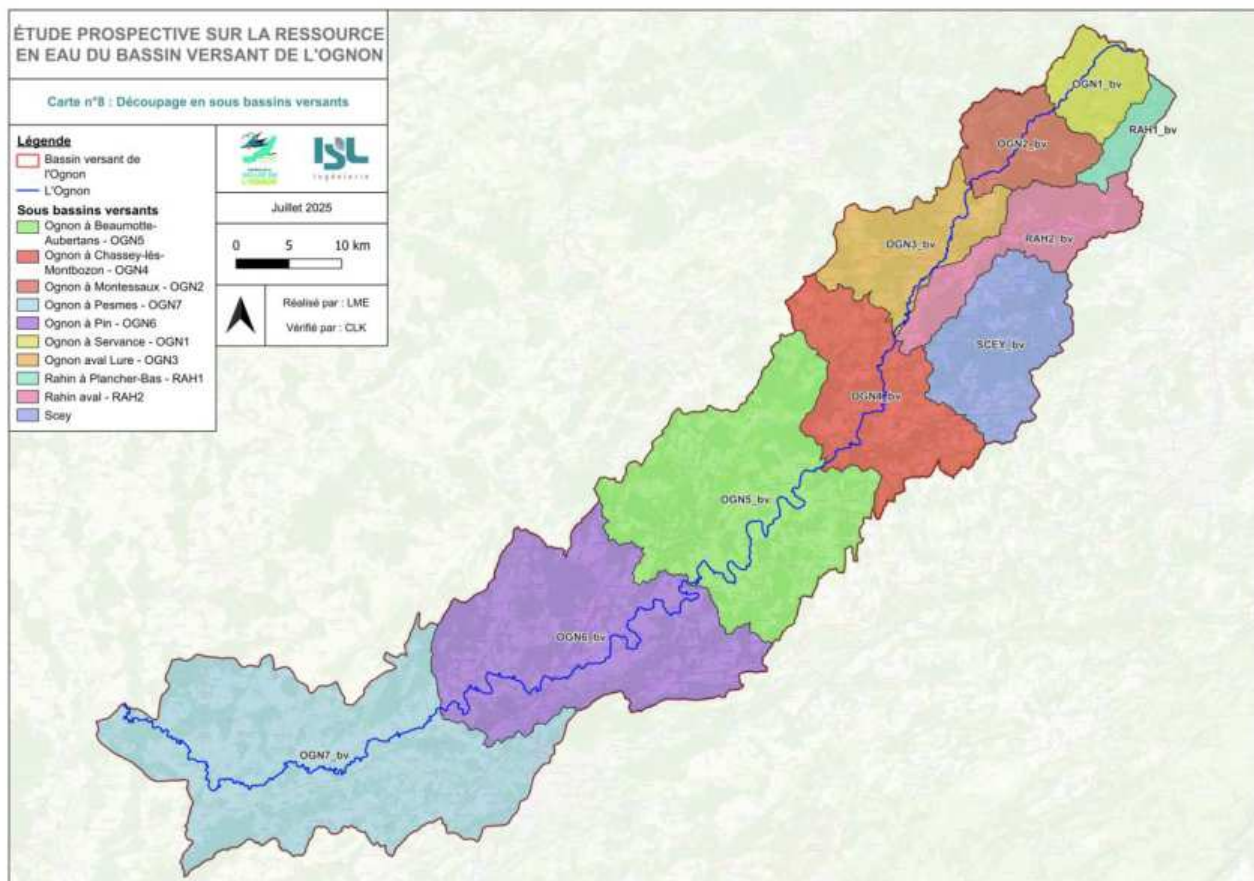 ÉTUDE PROSPECTIVE SUR LA RESSOURCE
EN EAU DU BASSIN VERSANT DE L'OGNON
Carte n°8 : Découpage en sous bassins versants
Légende
Bassin versant de
l'Ognon
L'Ognon
Sous bassins versants
Ognon à Beaumotte-
Aubertans - OGN5
Ognon à Chassey-lès-
Montbozon - OGN4
Ognon à Montessaux - OGN2
Ognon à Pesmes - OGN7
Ognon à Pin - OGN6
Ognon à Servance - OGN1
Ognon aval Lure - OGN3
Rahin à Plancher-Bas - RAH1
Rahin aval - RAH2
Scey
ISL
Ingénierie
Juillet 2025
0 5 10 km
Réalisé par : LME
Vérifié par : CLK
OGN1_bv
RAH1_bv
OGN2_bv
RAH2_bv
OGN3_bv
SCEY_bv
OGN4_bv
OGN5_bv
OGN6_bv
OGN7_bv